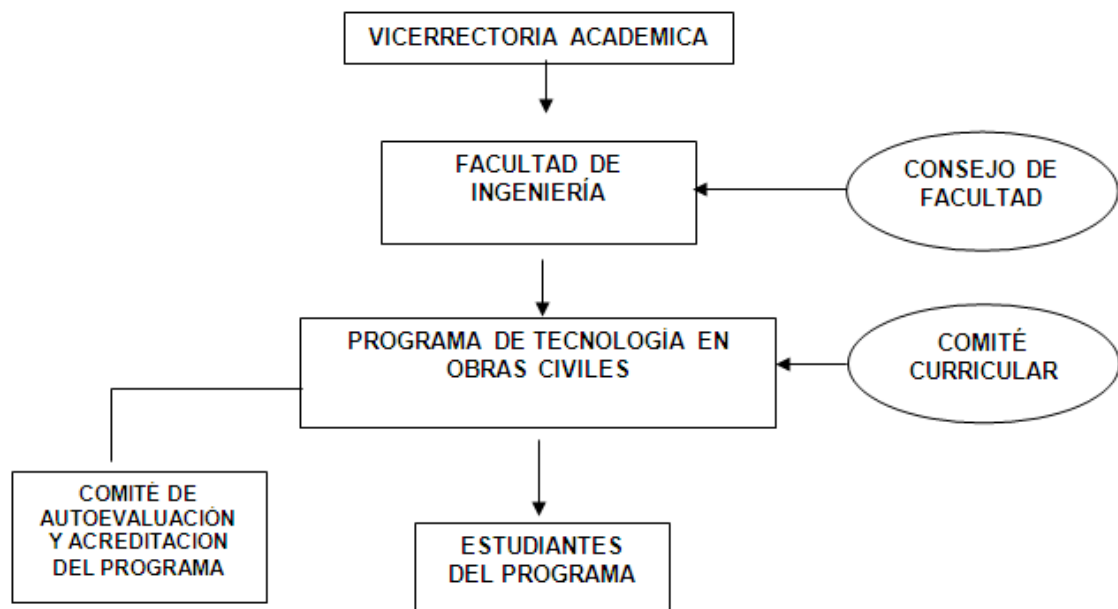 VICERRECTORIA ACADEMICA
FACULTAD DE
INGENIERÍA
CONSEJO DE
FACULTAD
PROGRAMA DE TECNOLOGÍA EN
OBRAS CIVILES
COMITÉ
CURRICULAR
COMITÉ DE
AUTOEVALUACIÓN
Y ACREDITACION
DEL PROGRAMA
ESTUDIANTES
DEL PROGRAMA